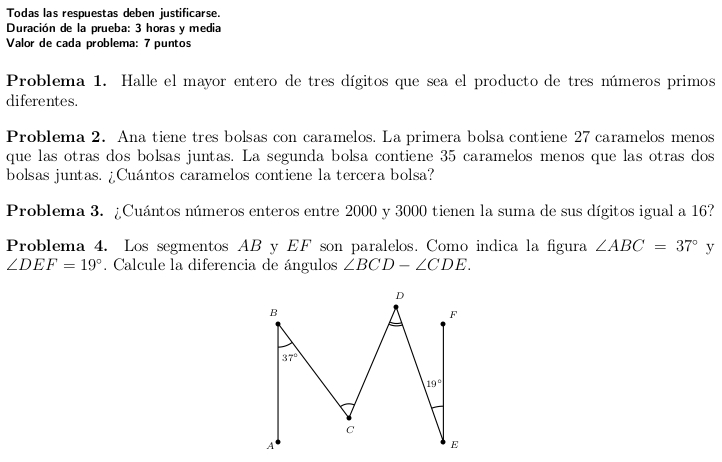 Todas las respuestas deben justificarse.
Duración de la prueba: 3 horas y media
Valor de cada problema: 7 puntos
Problema 1. Halle el mayor entero de tres dígitos que sea el producto de tres números primos
diferentes.
Problema 2. Ana tiene tres bolsas con caramelos. La primera bolsa contiene 27 caramelos menos
que las otras dos bolsas juntas. La segunda bolsa contiene 35 caramelos menos que las otras dos
bolsas juntas. ¿Cuántos caramelos contiene la tercera bolsa?
Problema 3. ¿Cuántos números enteros entre 2000 y 3000 tienen la suma de sus dígitos igual a 16?
Problema 4. Los segmentos AB y EF son paralelos. Como indica la figura ∠ABC = 37° y
∠DEF = 19°. Calcule la diferencia de ángulos ∠BCD − ∠CDE.
D
B
F
37°
19°
C
A
E